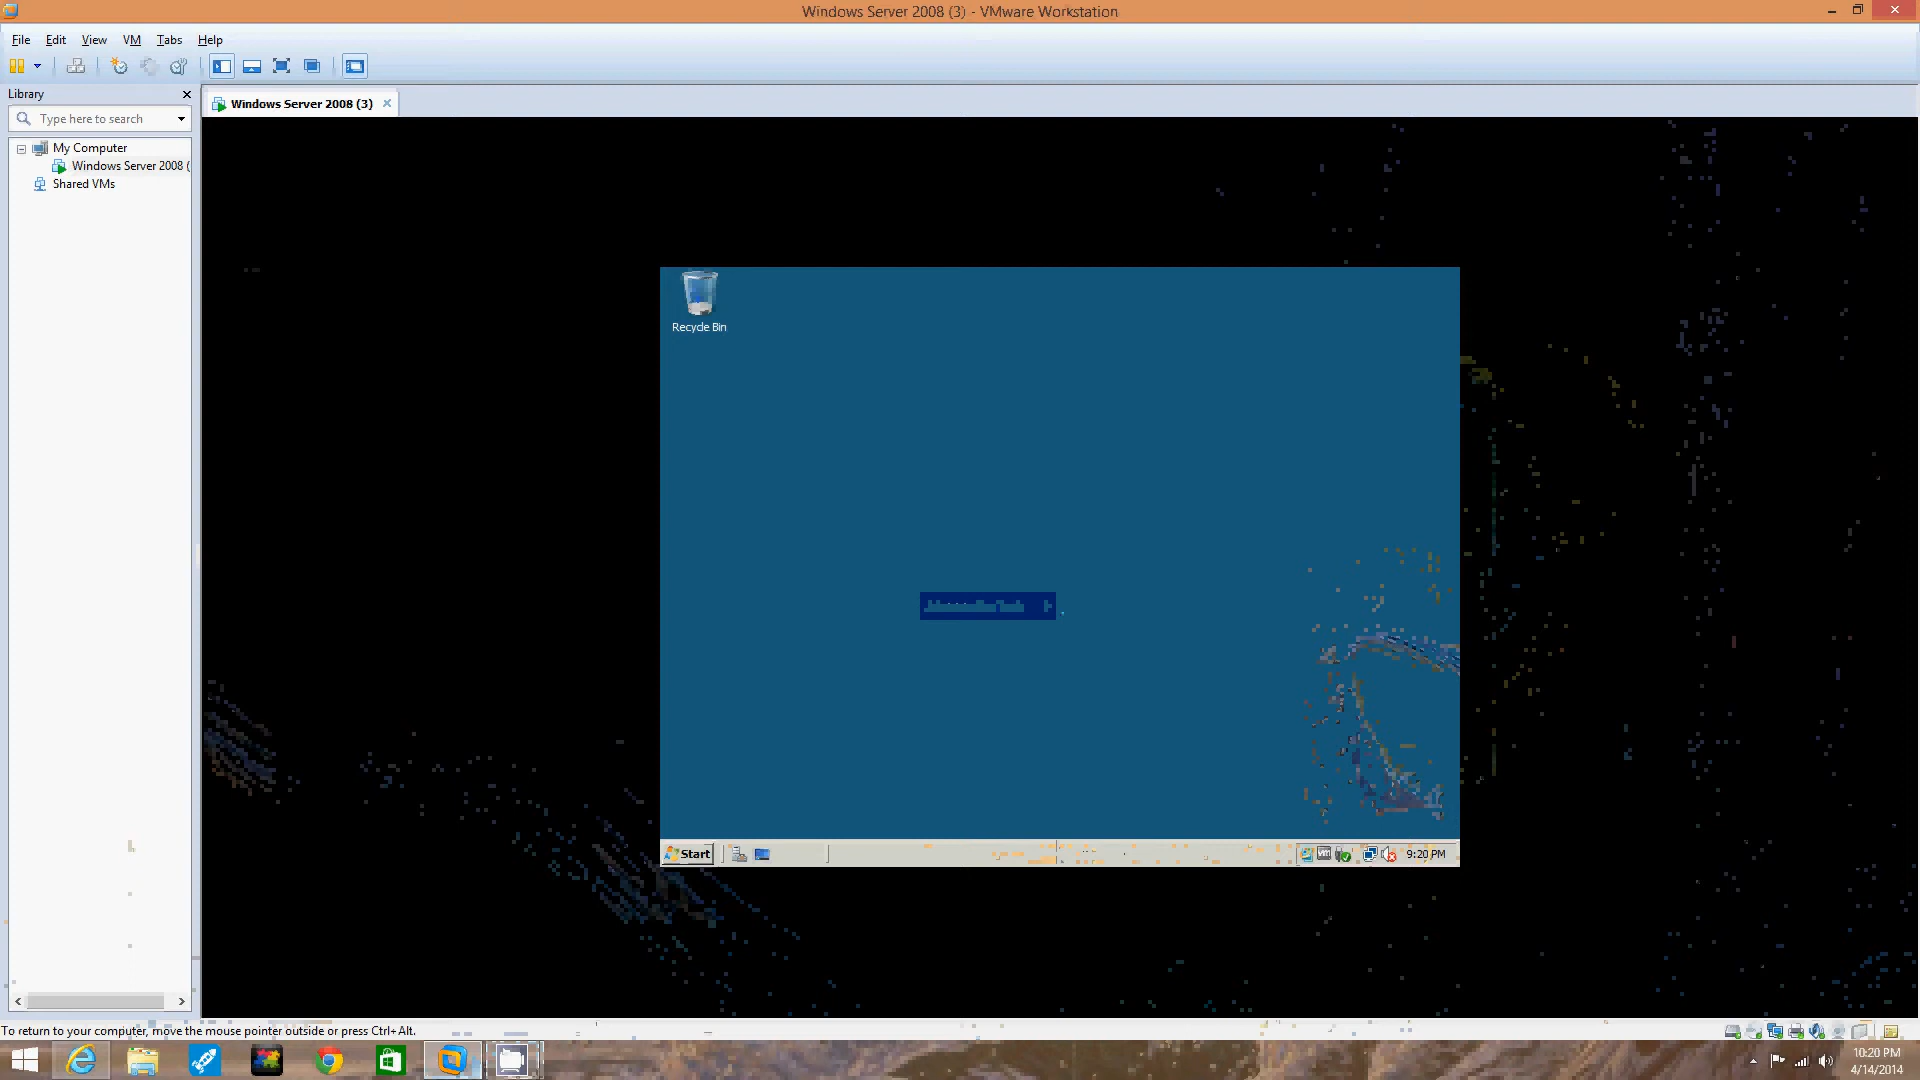 Windows Server 2008 (3) - VMware Workstation
File Edit View VM Tabs Help
Library
Type here to search
Windows Server 2008 (3)
My Computer
Windows Server 2008 (
Shared VMs
Recycle Bin
Start
vm
9:20 PM
To return to your computer, move the mouse pointer outside or press Ctrl+Alt.
10:20 PM
4/14/2014